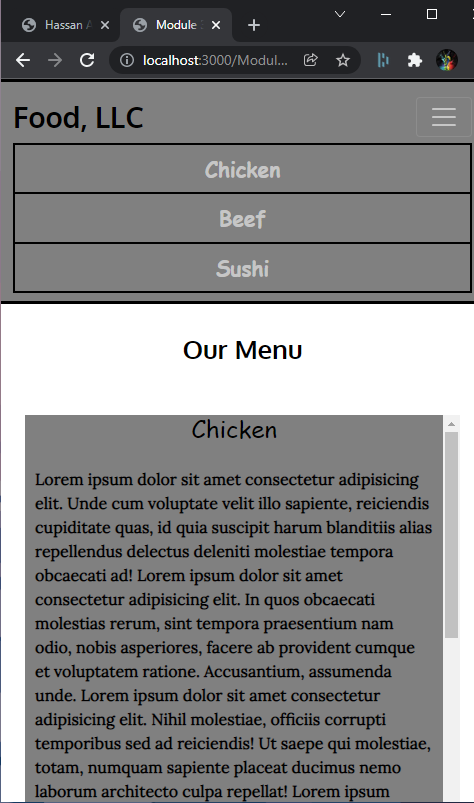 Hassan A
Module
localhost:3000/Modul...
Food, LLC
Chicken
Beef
Sushi
Our Menu
Chicken
Lorem ipsum dolor sit amet consectetur adipisicing
elit. Unde cum voluptate velit illo sapiente, reiciendis
cupiditate quas, id quia suscipit harum blanditiis alias
repellendus delectus deleniti molestiae tempora
obcaecati ad! Lorem ipsum dolor sit amet
consectetur adipisicing elit. In quos obcaecati
molestias rerum, sint tempora praesentium nam
odio, nobis asperiores, facere ab provident cumque
et voluptatem ratione. Accusantium, assumenda
unde. Lorem ipsum dolor sit amet consectetur
adipisicing elit. Nihil molestiae, officiis corrupti
temporibus sed ad reiciendis! Ut saepe qui molestiae,
totam, numquam sapiente placeat ducimus nemo
laborum architecto culpa repellat! Lorem ipsum